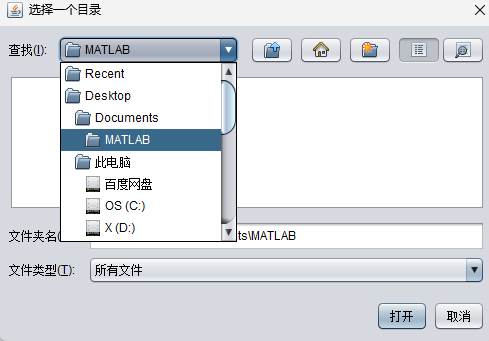 选择一个目录
查找(I): MATLAB
Recent
Desktop
Documents
MATLAB
此电脑
百度网盘
OS (C:)
X (D:)
文件夹名( ts\MATLAB
文件类型(T): 所有文件
打开 取消